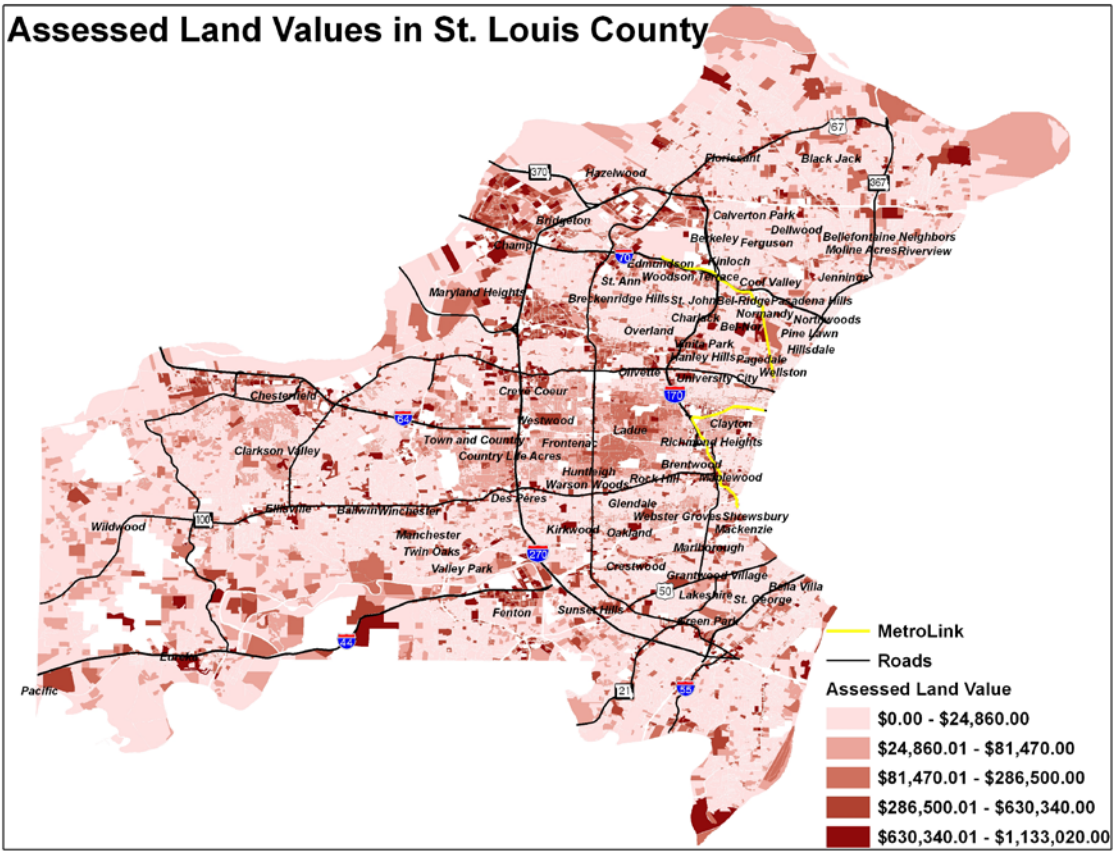 Assessed Land Values in St. Louis County
67
Florissant
Black Jack
370
Hazelwood
367
Bridgeton
Calverton Park
Dellwood
Berkeley
Ferguson
Bellefontaine Neighbors
Champ
Moline Acres
Riverview
70
Edmundson
Kinloch
Woodson Terrace
Cool Valley
Jennings
St. Ann
Maryland Heights
Breckenridge Hills
St. John
Bel-Ridge
Pasadena Hills
Charlack
Normandy
Northwoods
Overland
Bel-Nor
Pine Lawn
Vinita Park
Hillsdale
Hanley Hills
Pagedale
Olivette
University City
Wellston
Chesterfield
Creve Coeur
170
64
Westwood
Clayton
Ladue
Town and Country
Frontenac
Richmond Heights
Clarkson Valley
Country Life Acres
Brentwood
Huntleigh
Maplewood
Warson Woods
Rock Hill
Des Peres
Glendale
Ellisville
Ballwin
Winchester
Webster Groves
Shrewsbury
Wildwood
100
Kirkwood
Oakland
Mackenzie
Manchester
Marlborough
Twin Oaks
270
Valley Park
Crestwood
Grantwood Village
50
Lakeshire
Bella Villa
St. George
Fenton
Sunset Hills
Green Park
44
Eureka
Pacific
21
55
MetroLink
Roads
Assessed Land Value
$0.00 - $24,860.00
$24,860.01 - $81,470.00
$81,470.01 - $286,500.00
$286,500.01 - $630,340.00
$630,340.01 - $1,133,020.00